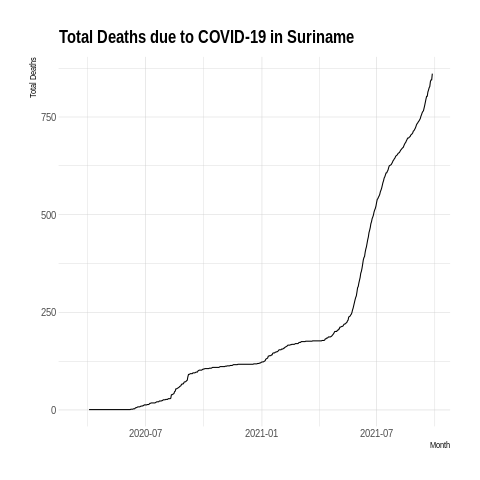 Total Deaths due to COVID-19 in Suriname
Total Deaths
750
500
250
0
2020-07
2021-01
2021-07
Month